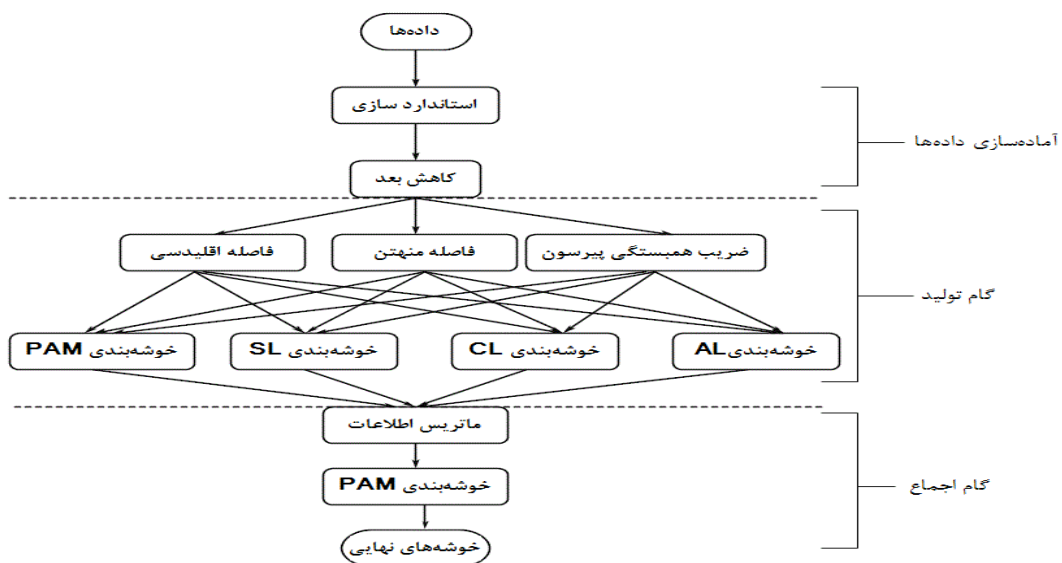 داده‌ها
استاندارد سازی
آماده‌سازی داده‌ها
کاهش بعد
ضریب همبستگی پیرسون
فاصله منهتن
فاصله اقلیدسی
گام تولید
خوشه‌بندیAL
خوشه‌بندی CL
خوشه‌بندی SL
خوشه‌بندی PAM
ماتریس اطلاعات
خوشه‌بندی PAM
گام اجماع
خوشه‌های نهایی